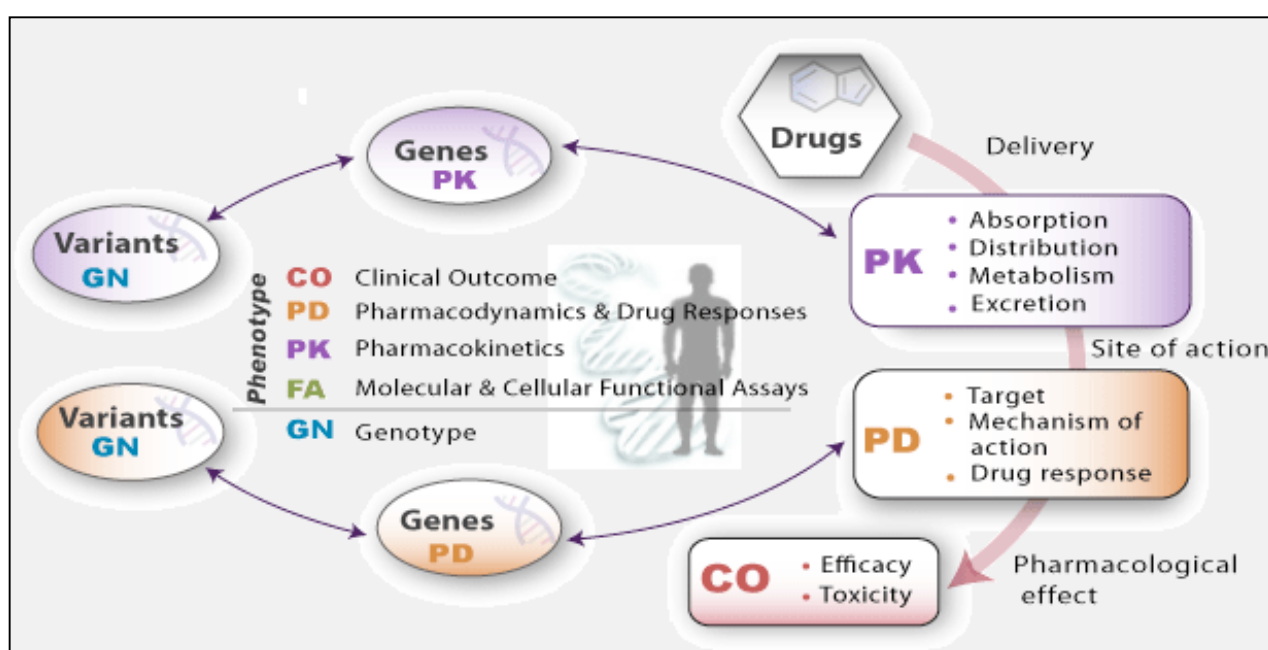 Drugs
Delivery
Genes
PK
Variants
GN
PK
• Absorption
• Distribution
• Metabolism
• Excretion
Phenotype
CO Clinical Outcome
PD Pharmacodynamics & Drug Responses
PK Pharmacokinetics
FA Molecular & Cellular Functional Assays
GN Genotype
Site of action
Variants
GN
PD
• Target
• Mechanism of
action
• Drug response
Genes
PD
CO
• Efficacy
• Toxicity
Pharmacological
effect